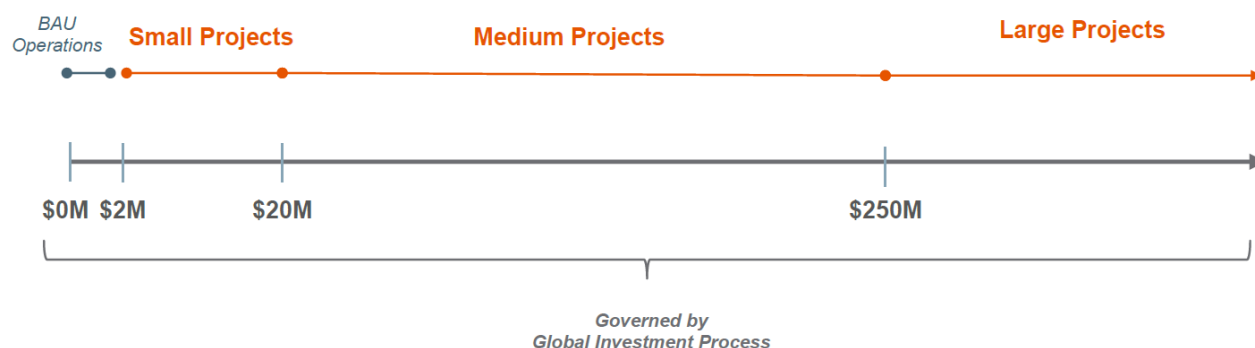 BAU
Operations
Small Projects
Medium Projects
Large Projects
$0M
$2M
$20M
$250M
Governed by
Global Investment Process